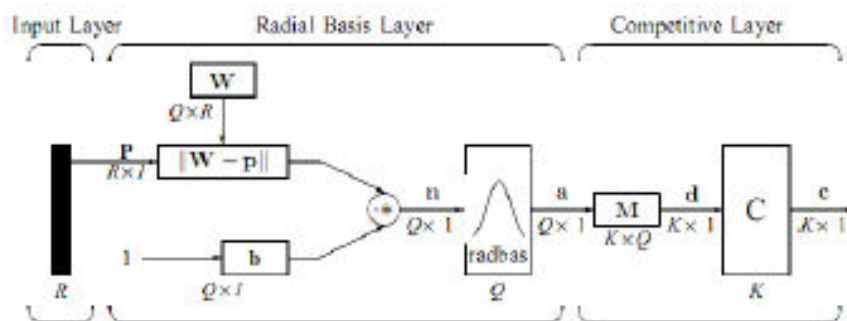 Input Layer Radial Basis Layer Competitive Layer
W
Q×R
P
R×1
||W − p||
n
Q×1
a
Q×1
M
K×Q
d
K×1
C
c
K×1
·*
1
b
Q×1
radbas
R
Q
K